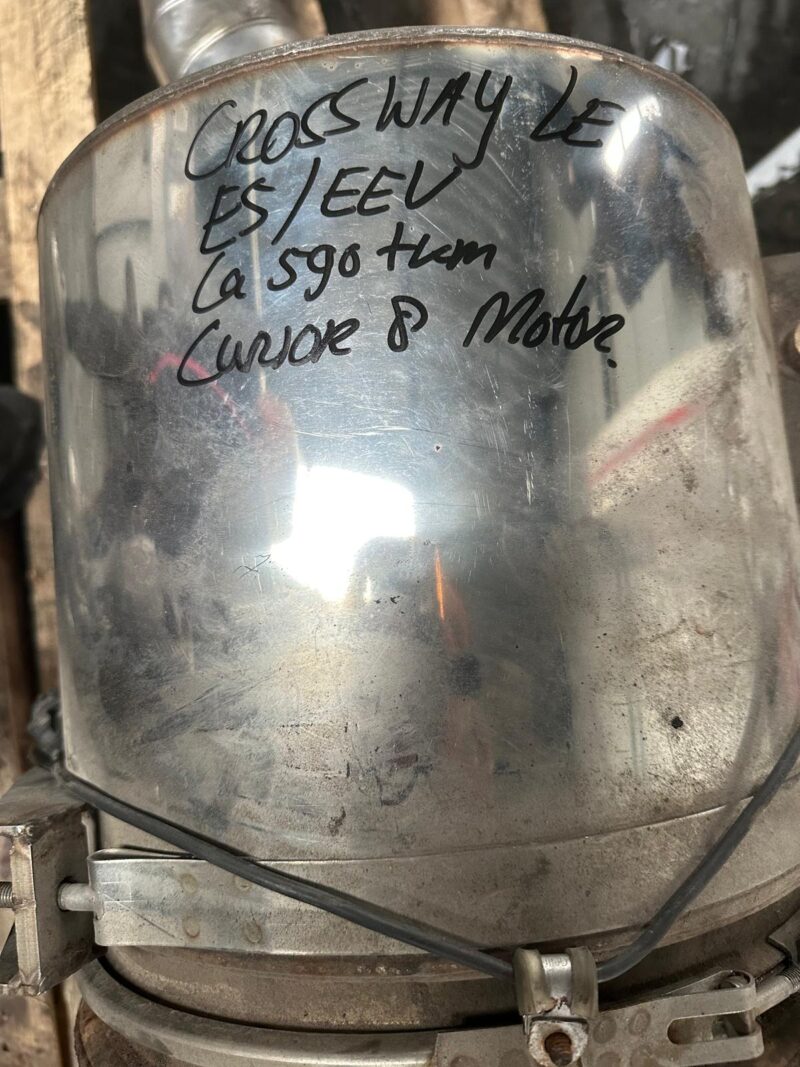 CROSSWAY LE
E5/EEV
Ca 590 tkm
Cursor 8 Motor